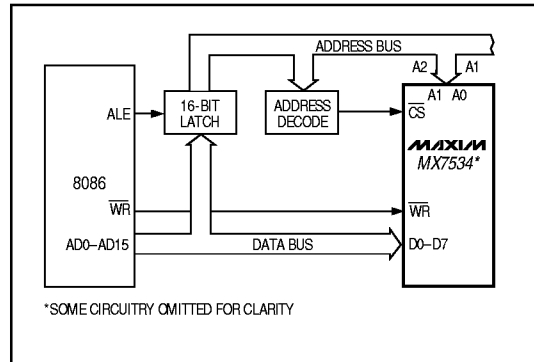 ADDRESS BUS
A2 A1
ALE
16-BIT
LATCH
ADDRESS
DECODE
A1 A0
CS
MAXIM
MX7534*
8086
WR
WR
AD0–AD15
DATA BUS
D0–D7
*SOME CIRCUITRY OMITTED FOR CLARITY